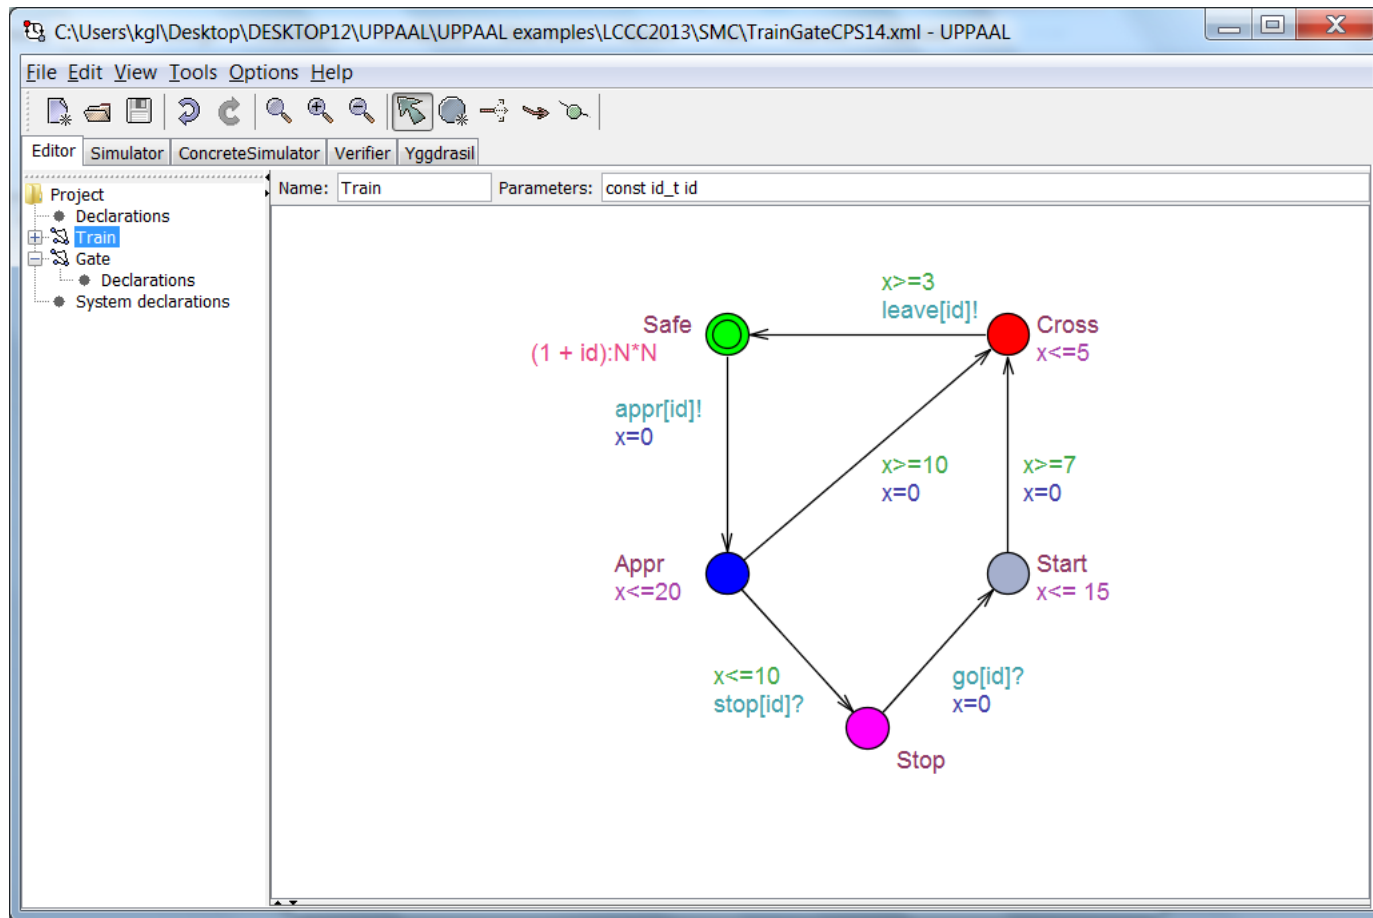 C:\Users\kgl\Desktop\DESKTOP12\UPPAAL\UPPAAL examples\LCCC2013\SMC\TrainGateCPS14.xml - UPPAAL
File Edit View Tools Options Help
Editor Simulator ConcreteSimulator Verifier Yggdrasil
Project
Declarations
Train
Gate
Declarations
System declarations
Name: Train Parameters: const id_t id
x>=3
leave[id]!
Safe
(1 + id):N*N
Cross
x<=5
appr[id]!
x=0
x>=10
x=0
x>=7
x=0
Appr
x<=20
Start
x<= 15
x<=10
stop[id]?
go[id]?
x=0
Stop